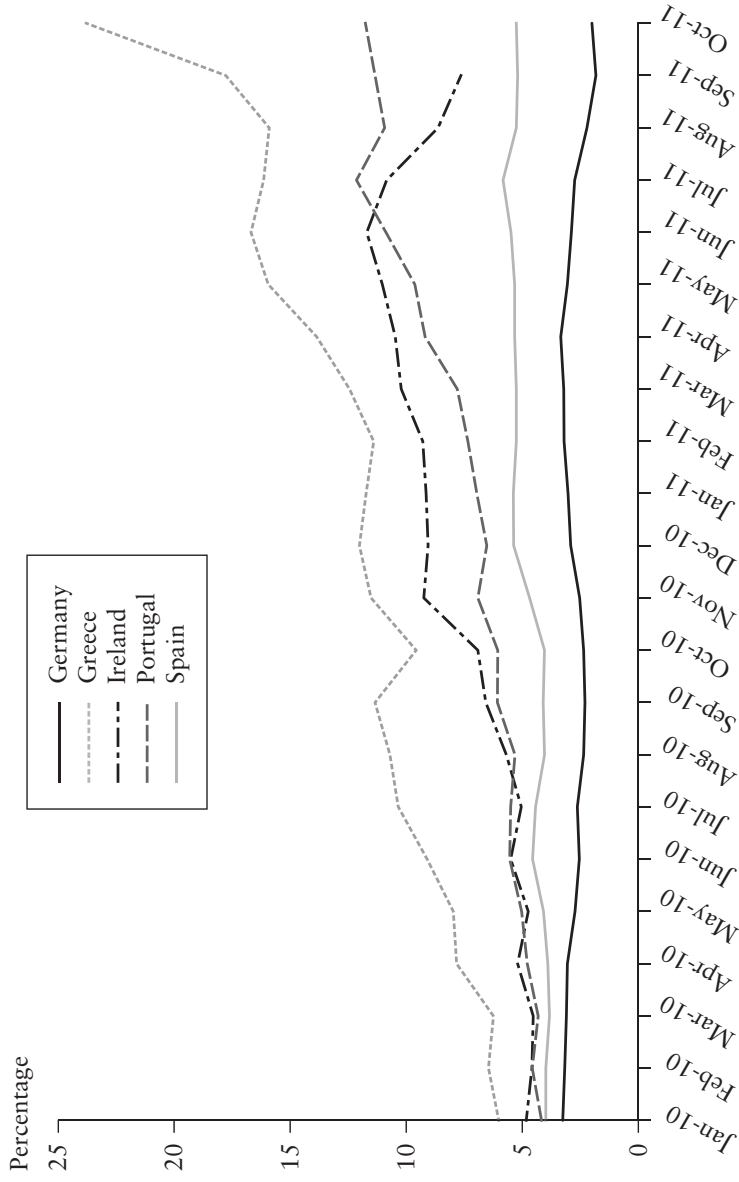 Percentage
25
20
15
10
5
0
Germany
Greece
Ireland
Portugal
Spain
Jan-10
Feb-10
Mar-10
Apr-10
May-10
Jun-10
Jul-10
Aug-10
Sep-10
Oct-10
Nov-10
Dec-10
Jan-11
Feb-11
Mar-11
Apr-11
May-11
Jun-11
Jul-11
Aug-11
Sep-11
Oct-11